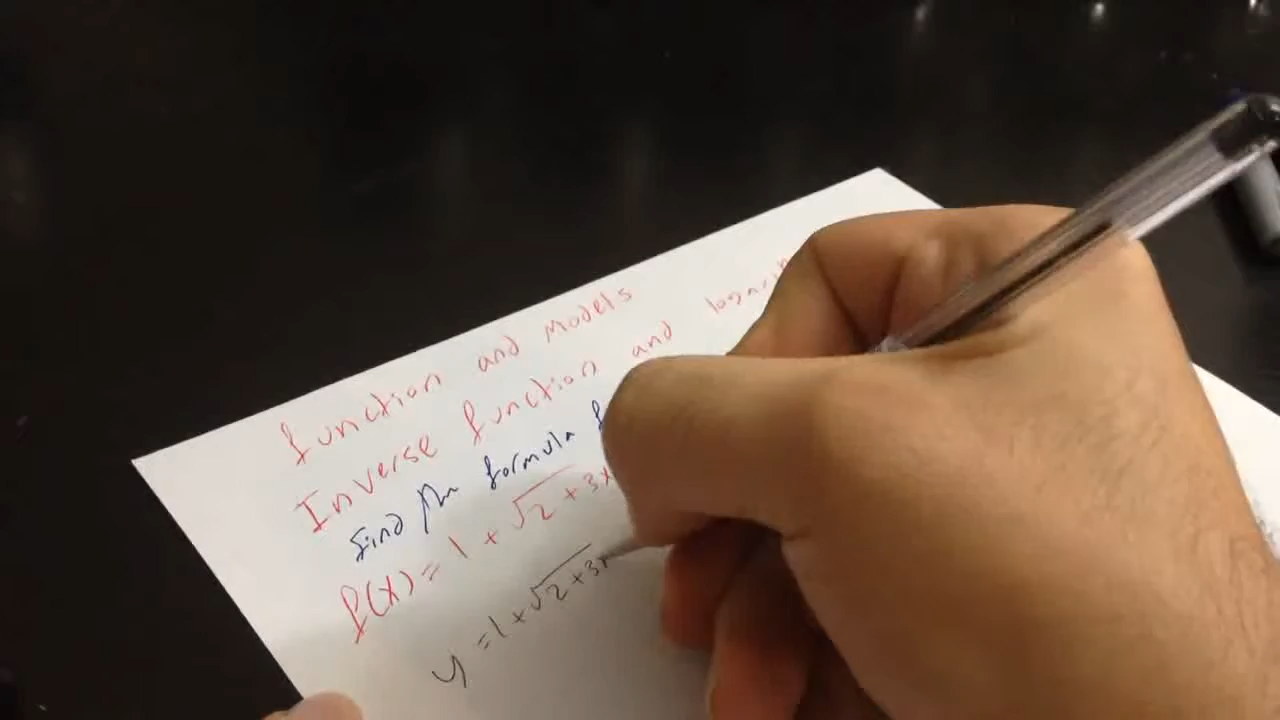 function and models
Inverse function and
find the formula
f(x) = 1 + √2 + 3x
y = 1 + √2+3x